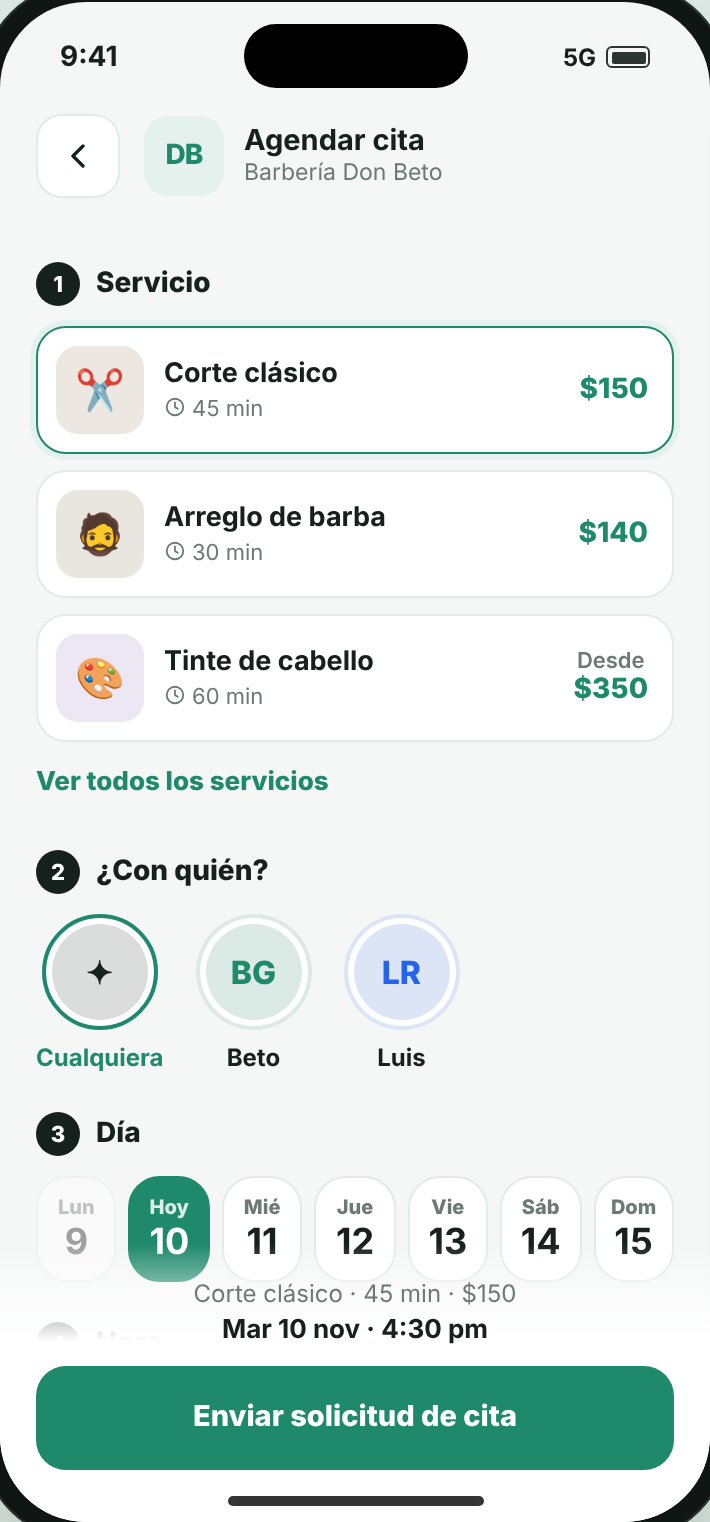 9:41
5G
DB
Agendar cita
Barbería Don Beto
1 Servicio
Corte clásico
45 min
$150
Arreglo de barba
30 min
$140
Tinte de cabello
60 min
Desde
$350
Ver todos los servicios
2 ¿Con quién?
BG
LR
Cualquiera
Beto
Luis
3 Día
Lun Hoy Mié Jue Vie Sáb Dom
9 10 11 12 13 14 15
Corte clásico · 45 min · $150
Mar 10 nov · 4:30 pm
Enviar solicitud de cita